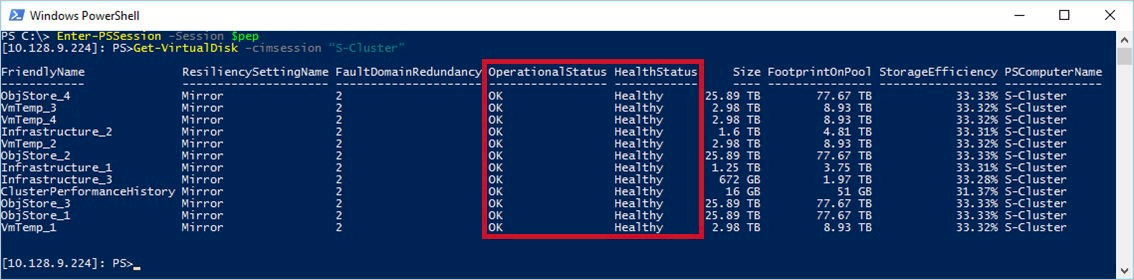 Windows PowerShell
PS C:\> Enter-PSSession -Session $pep
[10.128.9.224]: PS>Get-VirtualDisk -cimsession "S-Cluster"
FriendlyName ResiliencySettingName FaultDomainRedundancy OperationalStatus HealthStatus Size FootprintOnPool StorageEfficiency PSComputerName
------------ --------------------- --------------------- ----------------- ------------ ---- --------------- ----------------- --------------
ObjStore_4 Mirror 2 OK Healthy 25.89 TB 77.67 TB 33.33% S-Cluster
VmTemp_3 Mirror 2 OK Healthy 2.98 TB 8.93 TB 33.32% S-Cluster
VmTemp_4 Mirror 2 OK Healthy 2.98 TB 8.93 TB 33.32% S-Cluster
Infrastructure_2 Mirror 2 OK Healthy 1.6 TB 4.81 TB 33.31% S-Cluster
VmTemp_2 Mirror 2 OK Healthy 2.98 TB 8.93 TB 33.32% S-Cluster
ObjStore_2 Mirror 2 OK Healthy 25.89 TB 77.67 TB 33.33% S-Cluster
Infrastructure_1 Mirror 2 OK Healthy 1.25 TB 3.75 TB 33.31% S-Cluster
Infrastructure_3 Mirror 2 OK Healthy 672 GB 1.97 TB 33.28% S-Cluster
ClusterPerformanceHistory Mirror 2 OK Healthy 16 GB 51 GB 31.37% S-Cluster
ObjStore_3 Mirror 2 OK Healthy 25.89 TB 77.67 TB 33.33% S-Cluster
ObjStore_1 Mirror 2 OK Healthy 25.89 TB 77.67 TB 33.33% S-Cluster
VmTemp_1 Mirror 2 OK Healthy 2.98 TB 8.93 TB 33.32% S-Cluster
[10.128.9.224]: PS>_